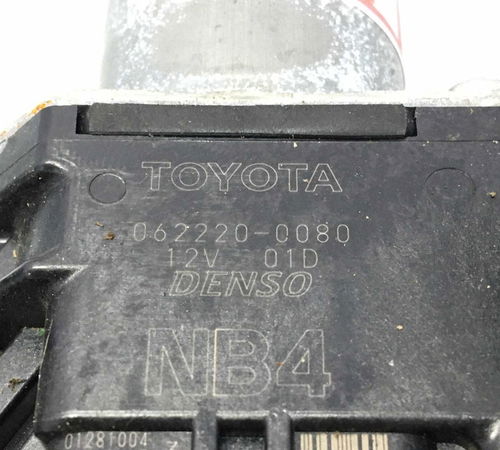 TOYOTA
062220-0080
12V 01D
DENSO
NB4
01281004